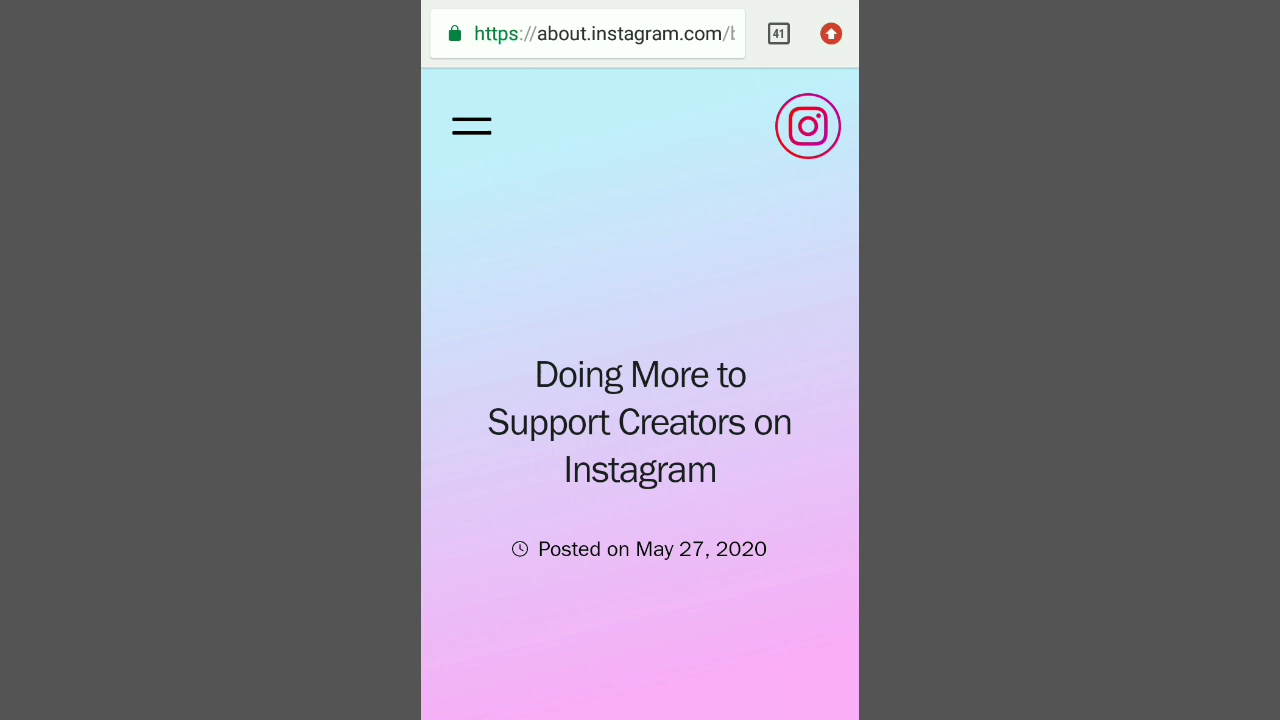 https://about.instagram.com/b
41
Doing More to
Support Creators on
Instagram
Posted on May 27, 2020